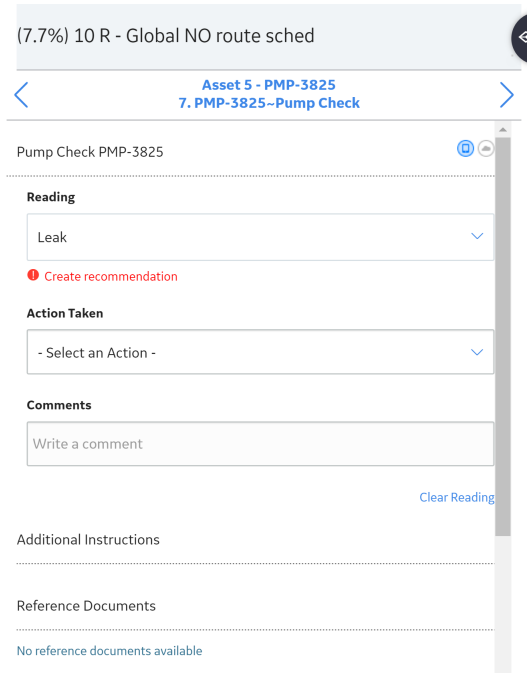 (7.7%) 10 R - Global NO route sched
Asset 5 - PMP-3825
7. PMP-3825~Pump Check
Pump Check PMP-3825
Reading
Leak
Create recommendation
Action Taken
- Select an Action -
Comments
Write a comment
Clear Reading
Additional Instructions
Reference Documents
No reference documents available